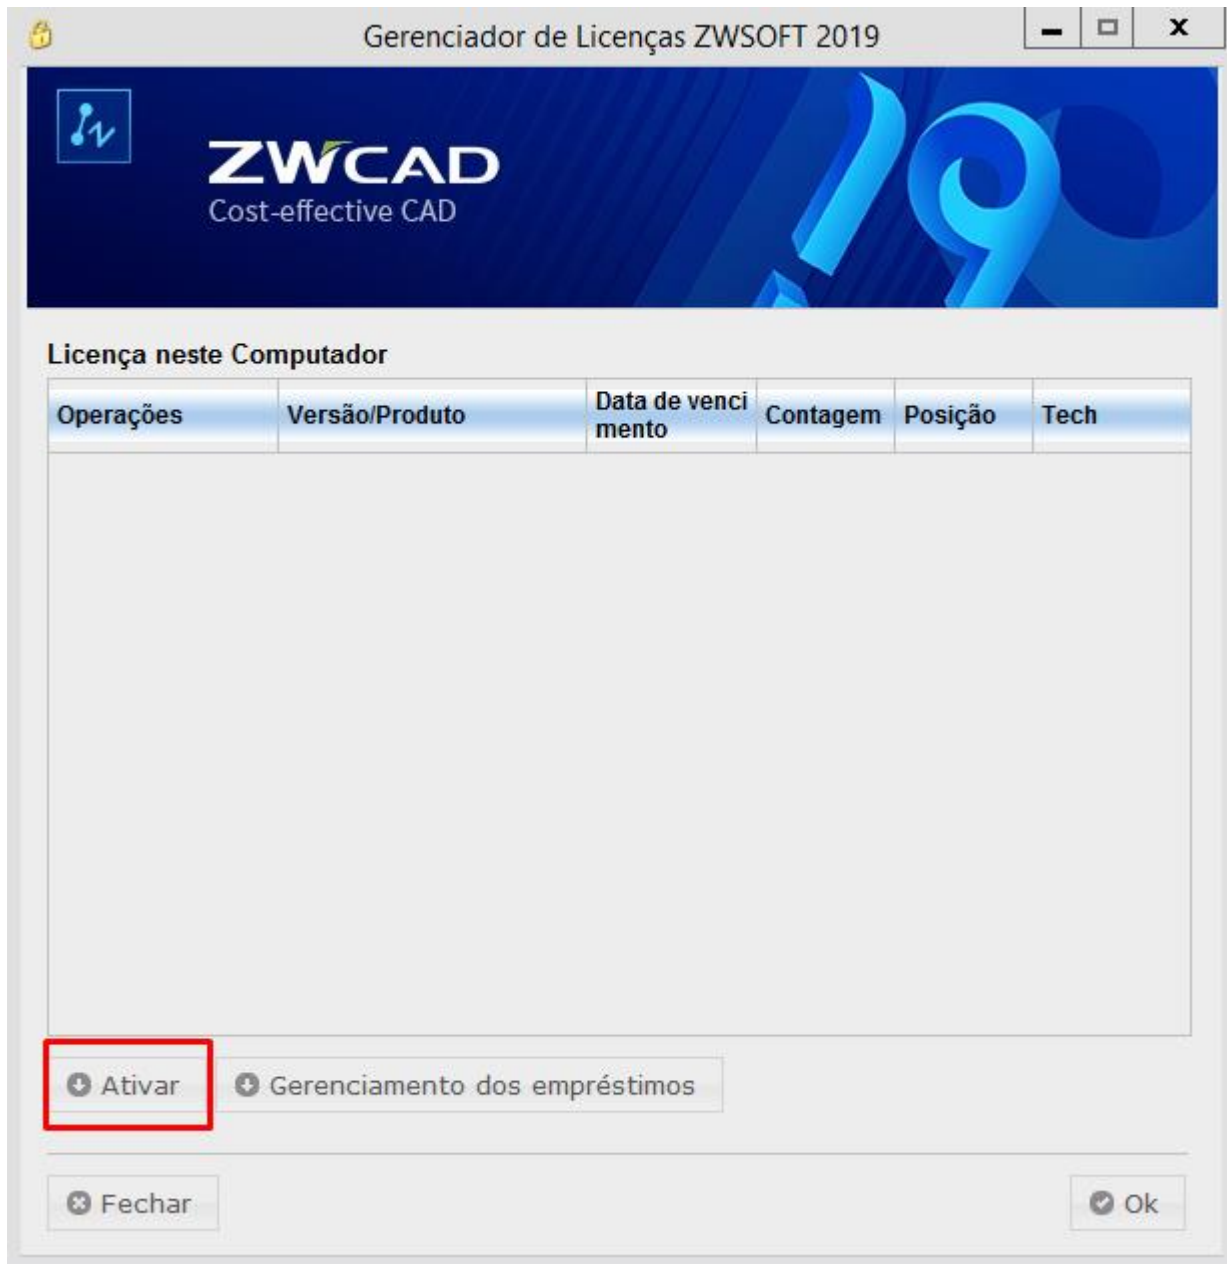 Gerenciador de Licenças ZWSOFT 2019
ZWCAD
Cost-effective CAD
19
Licença neste Computador
Operações Versão/Produto Data de venci Contagem Posição Tech
mento
Ativar Gerenciamento dos empréstimos
Fechar Ok